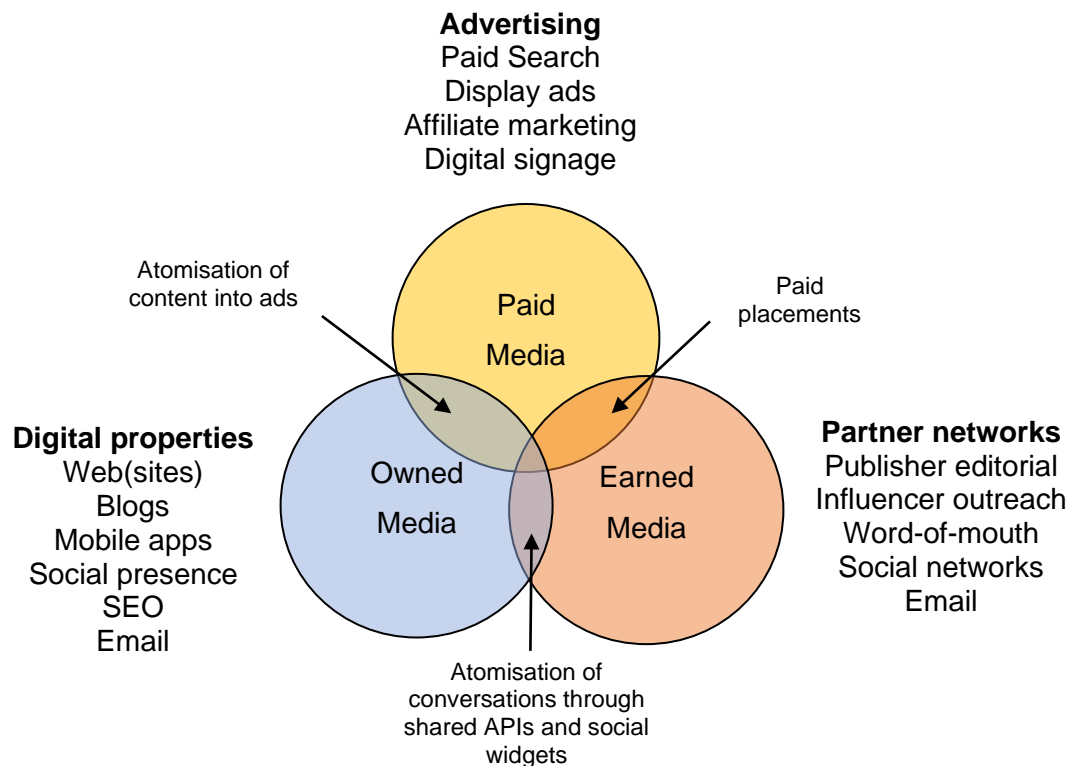 Advertising
Paid Search
Display ads
Affiliate marketing
Digital signage
Atomisation of
content into ads
Paid
placements
Paid
Media
Digital properties
Web(sites)
Blogs
Mobile apps
Social presence
SEO
Email
Owned
Media
Earned
Media
Partner networks
Publisher editorial
Influencer outreach
Word-of-mouth
Social networks
Email
Atomisation of
conversations through
shared APIs and social
widgets